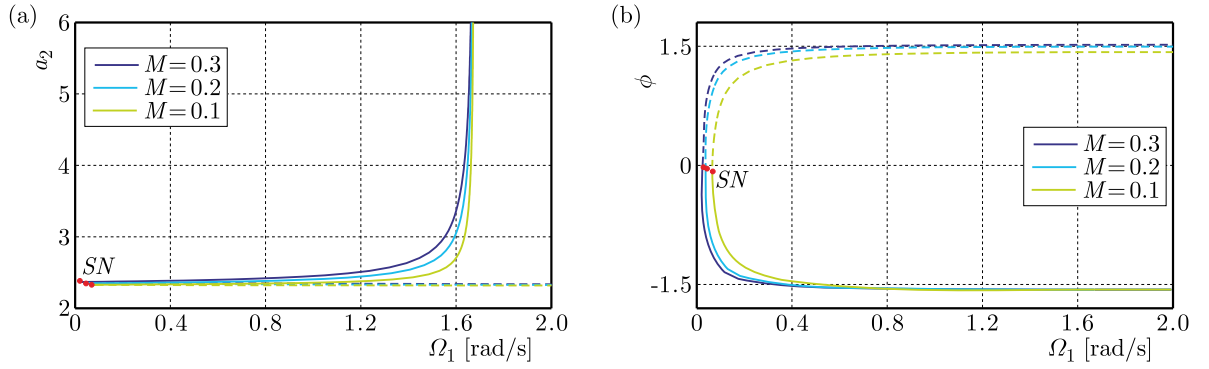 (a)
6
5
4
3
2
a₂
M=0.3
M=0.2
M=0.1
SN
0 0.4 0.8 1.2 1.6 2.0
Ω₁ [rad/s]
(b)
1.5
0
-1.5
ϕ
M=0.3
M=0.2
M=0.1
SN
0 0.4 0.8 1.2 1.6 2.0
Ω₁ [rad/s]